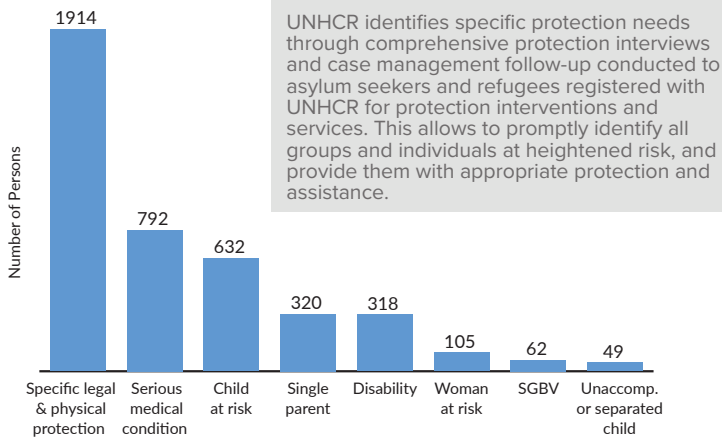 1914
UNHCR identifies specific protection needs
through comprehensive protection interviews
and case management follow-up conducted to
asylum seekers and refugees registered with
UNHCR for protection interventions and
services. This allows to promptly identify all
groups and individuals at heightened risk, and
provide them with appropriate protection and
assistance.
Number of Persons
792
632
320
318
105
62
49
Specific legal
& physical
protection
Serious
medical
condition
Child
at risk
Single
parent
Disability
Woman
at risk
SGBV
Unaccomp.
or separated
child